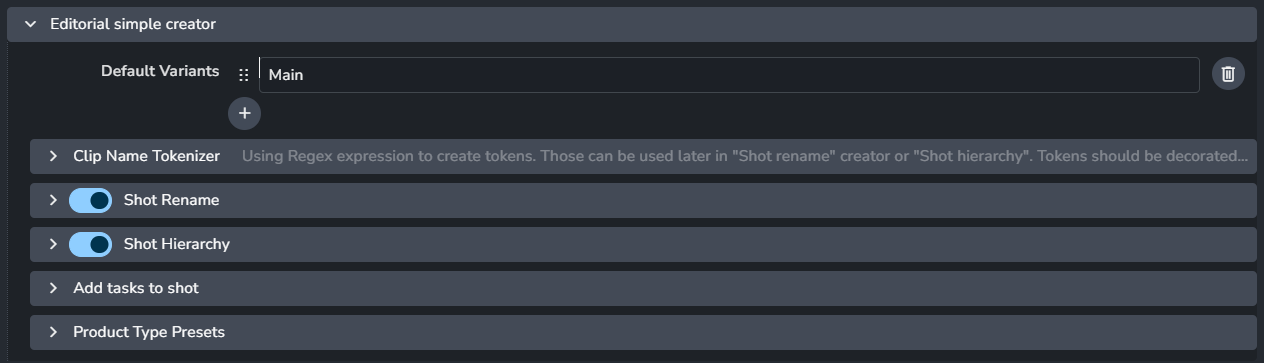 Editorial simple creator
Default Variants
Main
Clip Name Tokenizer Using Regex expression to create tokens. Those can be used later in "Shot rename" creator or "Shot hierarchy". Tokens should be decorated...
Shot Rename
Shot Hierarchy
Add tasks to shot
Product Type Presets